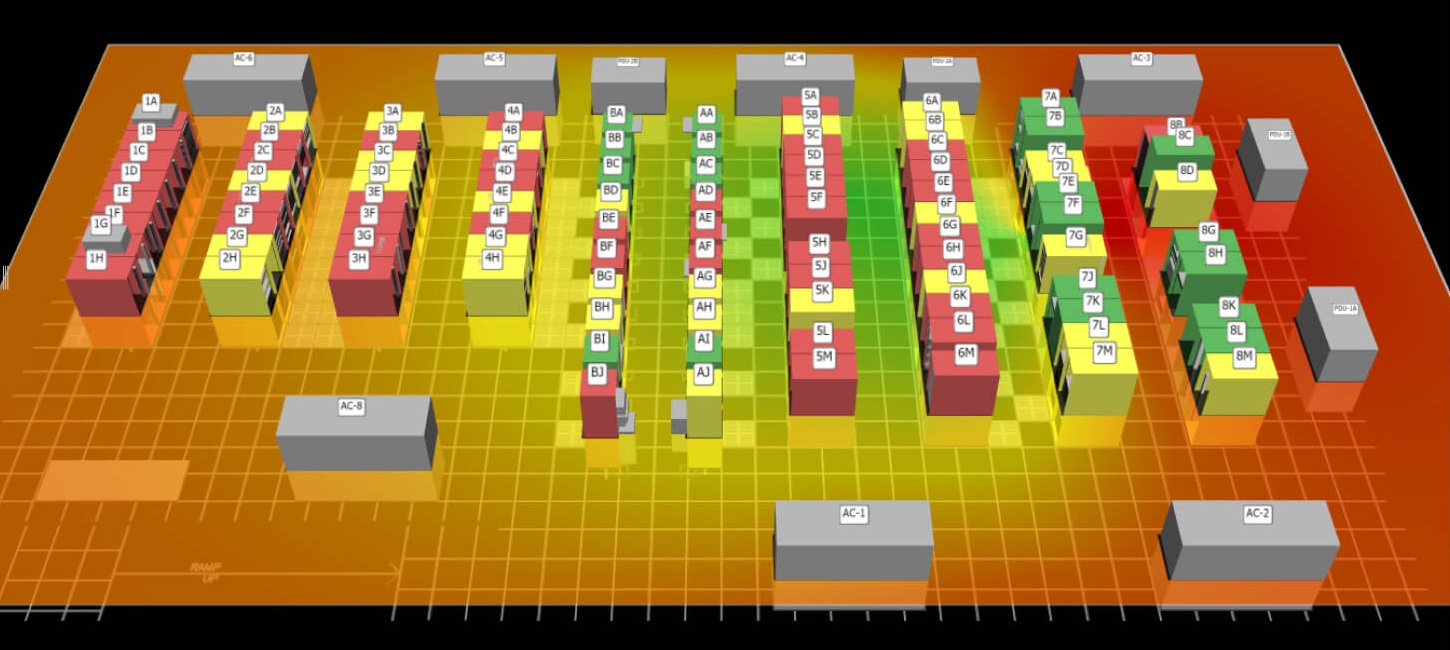 AC-6
AC-5
PDU-2B
AC-4
PDU-2A
AC-3
1A
1B
1C
1D
1E
1F
1G
1H
2A
2B
2C
2D
2E
2F
2G
2H
3A
3B
3C
3D
3E
3F
3G
3H
4A
4B
4C
4D
4E
4F
4G
4H
BA
BB
BC
BD
BE
BF
BG
BH
BI
BJ
AA
AB
AC
AD
AE
AF
AG
AH
AI
AJ
5A
5B
5C
5D
5E
5F
5H
5J
5K
5L
5M
6A
6B
6C
6D
6E
6F
6G
6H
6J
6K
6L
6M
7A
7B
7C
7D
7E
7F
7G
7J
7K
7L
7M
8B
8C
8D
8G
8H
8K
8L
8M
PDU-1B
PDU-1A
AC-8
AC-1
AC-2
RAMP
UP